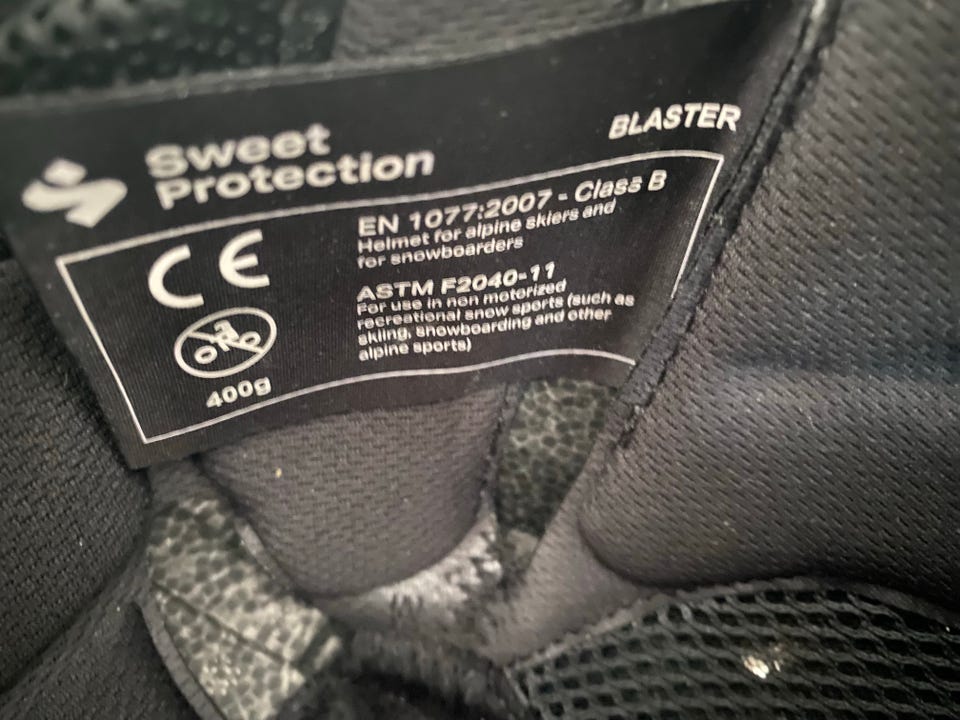 Sweet
Protection
BLASTER
CE
400g
EN 1077:2007 - Class B
Helmet for alpine skiers and
for snowboarders
ASTM F2040-11
For use in non motorized
recreational snow sports (such as
skiing, snowboarding and other
alpine sports)